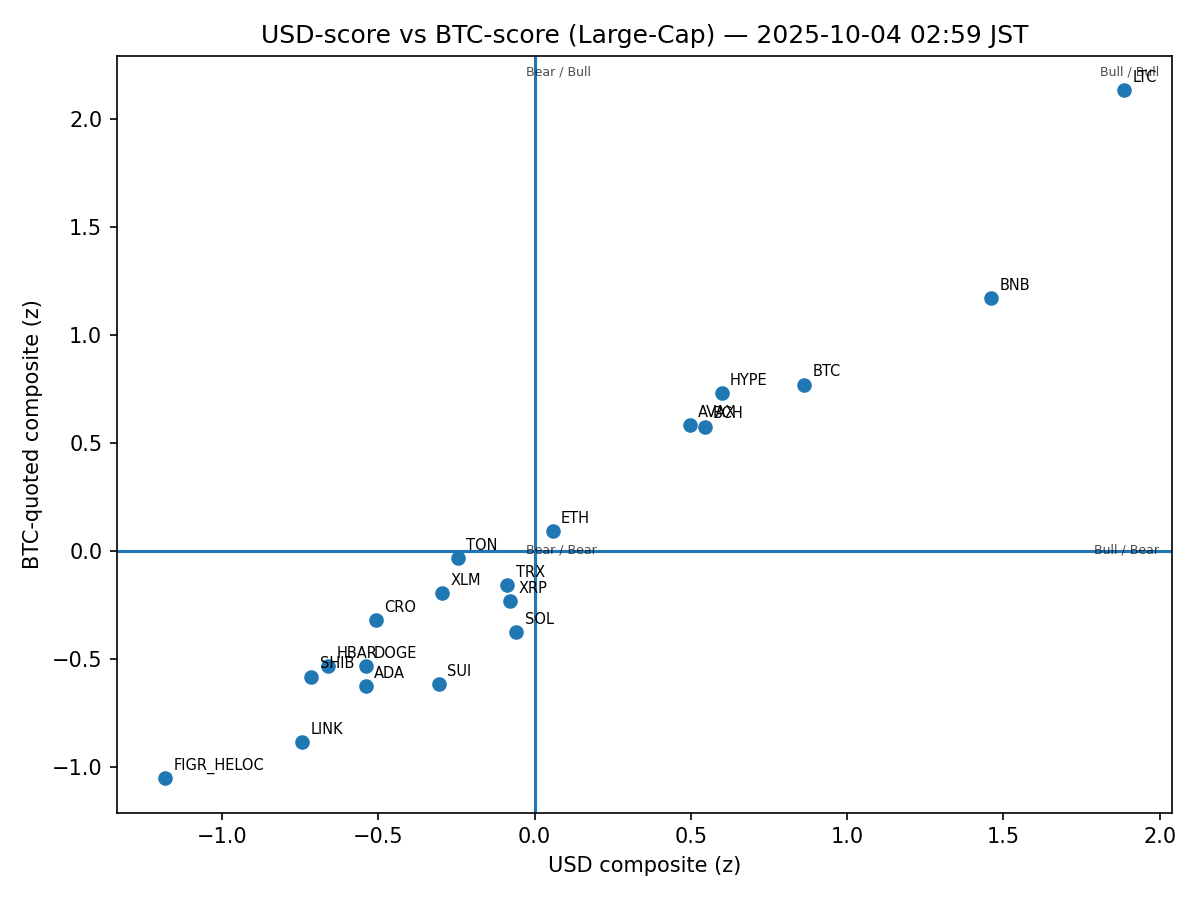 USD-score vs BTC-score (Large-Cap) — 2025-10-04 02:59 JST
Bear / Bull
Bull / Bull
LTC
2.0
1.5
BNB
1.0
BTC
HYPE
AVAX
BCH
0.5
ETH
TON
0.0
Bear / Bear
Bull / Bear
TRX
XLM
XRP
CRO
SOL
HBAR
DOGE
SHIB
−0.5
ADA
SUI
LINK
FIGR_HELOC
−1.0
BTC-quoted composite (z)
−1.0
−0.5
0.0
0.5
1.0
1.5
2.0
USD composite (z)